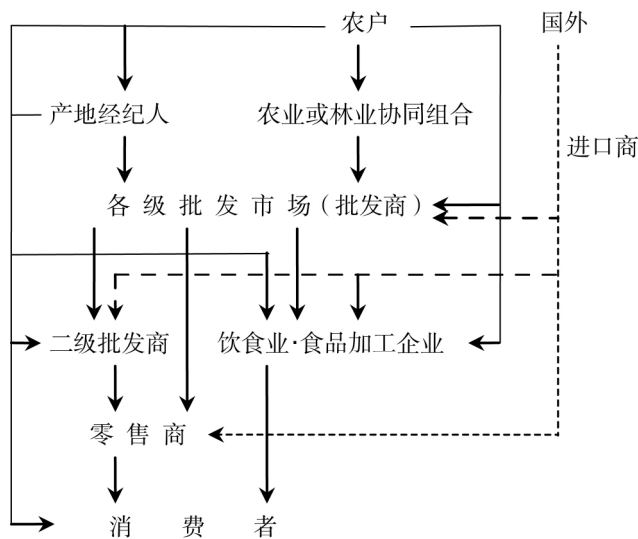 农户 国外
产地经纪人 农业或林业协同组合
进口商
各级批发市场（批发商）
二级批发商 饮食业·食品加工企业
零售商
消费者